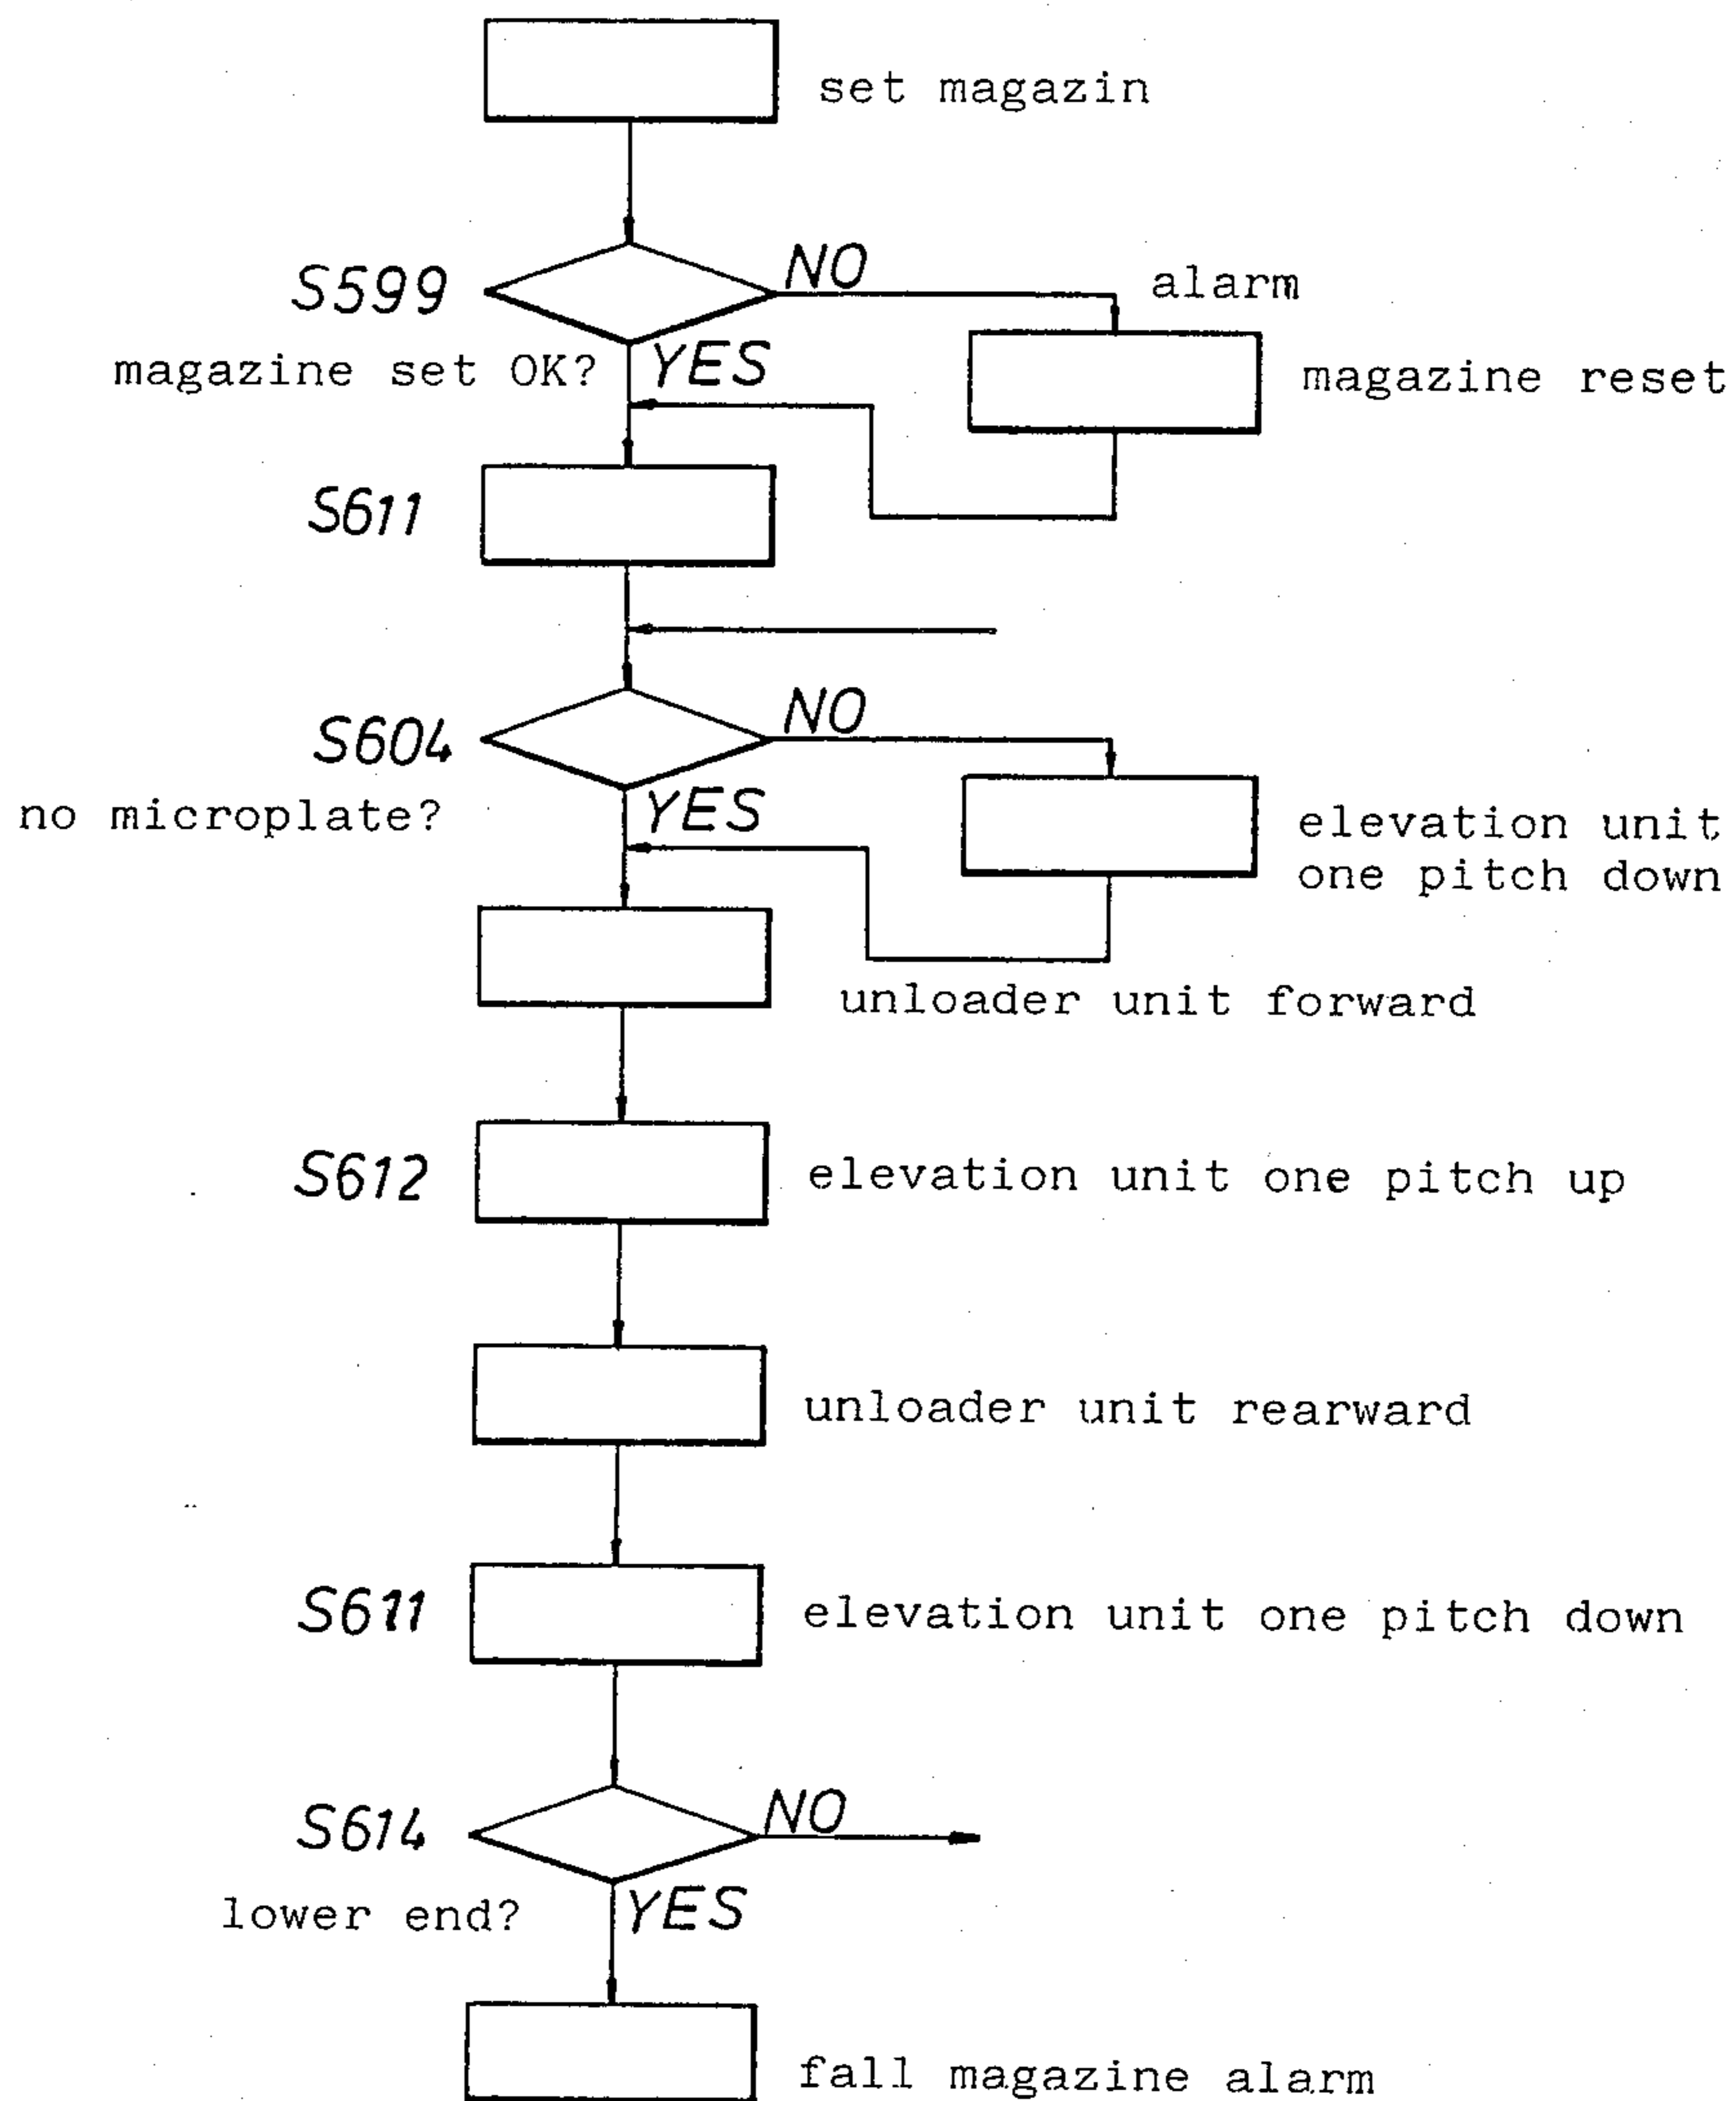 set magazin
S599
NO
alarm
magazine set OK?
YES
magazine reset
S611
S604
NO
no microplate?
YES
elevation unit
one pitch down
unloader unit forward
S612
elevation unit one pitch up
unloader unit rearward
S611
elevation unit one pitch down
S614
NO
lower end?
YES
fall magazine alarm